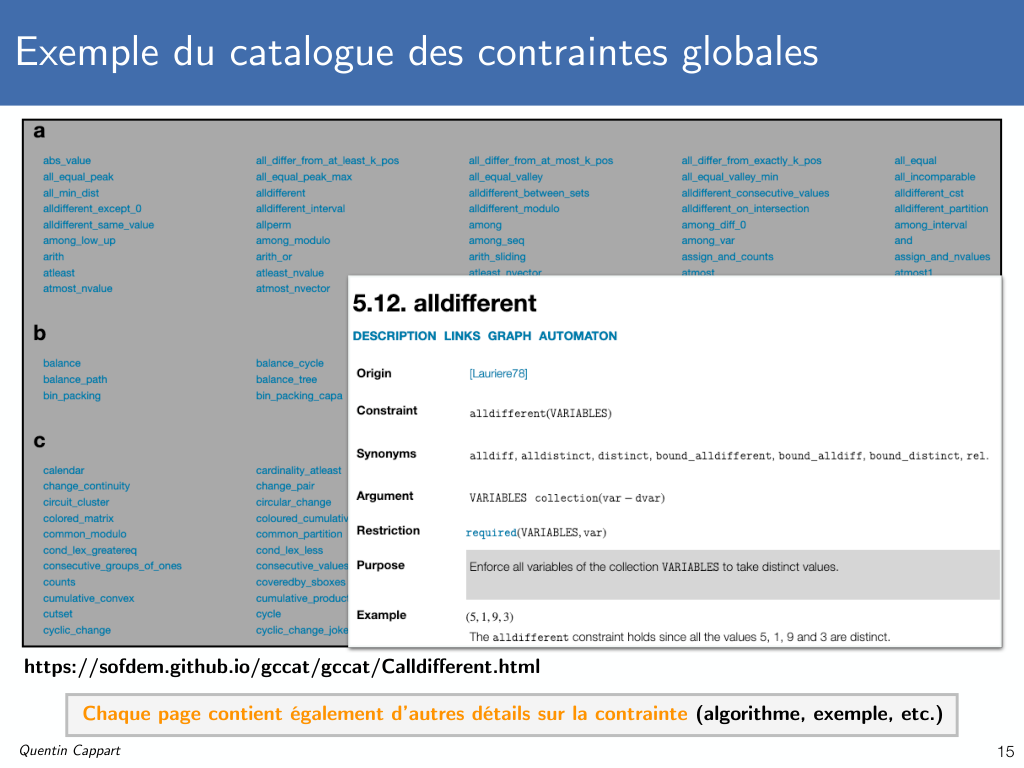 Exemple du catalogue des contraintes globales
a
abs_value all_differ_from_at_least_k_pos all_differ_from_at_most_k_pos all_differ_from_exactly_k_pos all_equal
all_equal_peak all_equal_peak_max all_equal_valley all_equal_valley_min all_incomparable
all_min_dist alldifferent alldifferent_between_sets alldifferent_consecutive_values alldifferent_cst
alldifferent_except_0 alldifferent_interval alldifferent_modulo alldifferent_on_intersection alldifferent_partition
alldifferent_same_value allperm among among_diff_0 among_interval
among_low_up among_modulo among_seq among_var and
arith arith_or arith_sliding assign_and_counts assign_and_nvalues
atleast atleast_nvalue atleast_nvector atmost atmost1
atmost_nvalue atmost_nvector
b
balance balance_cycle
balance_path balance_tree
bin_packing bin_packing_capa
c
calendar cardinality_atleast
change_continuity change_pair
circuit_cluster circular_change
colored_matrix coloured_cumulativ
common_modulo common_partition
cond_lex_greatereq cond_lex_less
consecutive_groups_of_ones consecutive_values
counts coveredby_sboxes
cumulative_convex cumulative_product
cutset cycle
cyclic_change cyclic_change_joke
5.12. alldifferent
DESCRIPTION LINKS GRAPH AUTOMATON
Origin [Lauriere78]
Constraint alldifferent(VARIABLES)
Synonyms alldiff, alldistinct, distinct, bound_alldifferent, bound_alldiff, bound_distinct, rel.
Argument VARIABLES collection(var − dvar)
Restriction required(VARIABLES, var)
Purpose Enforce all variables of the collection VARIABLES to take distinct values.
Example (5, 1, 9, 3)
The alldifferent constraint holds since all the values 5, 1, 9 and 3 are distinct.
https://sofdem.github.io/gccat/gccat/Calldifferent.html
Chaque page contient également d'autres détails sur la contrainte (algorithme, exemple, etc.)
Quentin Cappart 15